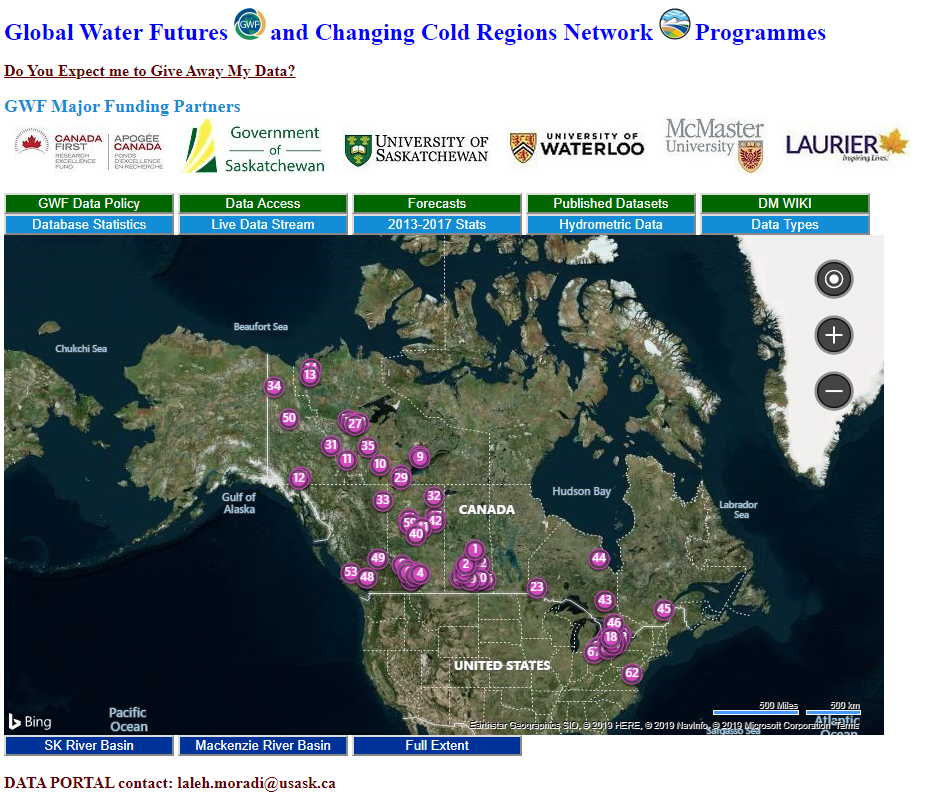 Global Water Futures GWF and Changing Cold Regions Network Programmes
Do You Expect me to Give Away My Data?
GWF Major Funding Partners
CANADA FIRST RESEARCH EXCELLENCE FUND
APOGÉE CANADA FONDS D'EXCELLENCE EN RECHERCHE
Government of Saskatchewan
UNIVERSITY OF SASKATCHEWAN
UNIVERSITY OF WATERLOO
McMaster University
LAURIER Inspiring Lives!
GWF Data Policy Data Access Forecasts Published Datasets DM WIKI
Database Statistics Live Data Stream 2013-2017 Stats Hydrometric Data Data Types
Beaufort Sea
Chukchi Sea
13
34
50
27
31
35
11
10
9
29
12
33
32
Gulf of Alaska
Hudson Bay
Labrador Sea
CANADA
42
40
1
49
44
2
53
48
4
23
43
45
46
18
67
UNITED STATES
62
500 Miles 500 km
Pacific Ocean
Atlantic Ocean
Sargasso Sea
Bing
Earthstar Geographics SIO, © 2019 HERE, © 2019 NavInfo, © 2019 Microsoft Corporation Terms
SK River Basin Mackenzie River Basin Full Extent
DATA PORTAL contact: laleh.moradi@usask.ca